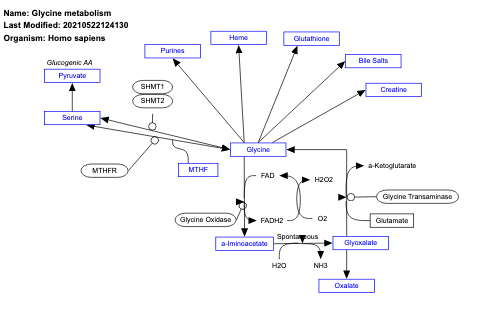 Name: Glycine metabolism
Last Modified: 20210522124130
Organism: Homo sapiens
Heme
Glutathione
Purines
Bile Salts
Glucogenic AA
Pyruvate
SHMT1
SHMT2
Creatine
Serine
Glycine
MTHFR
MTHF
FAD
H2O2
a-Ketoglutarate
Glycine Transaminase
Glycine Oxidase
FADH2
O2
Glutamate
a-Iminoacetate
Spontaneous
Glyoxalate
H2O
NH3
Oxalate